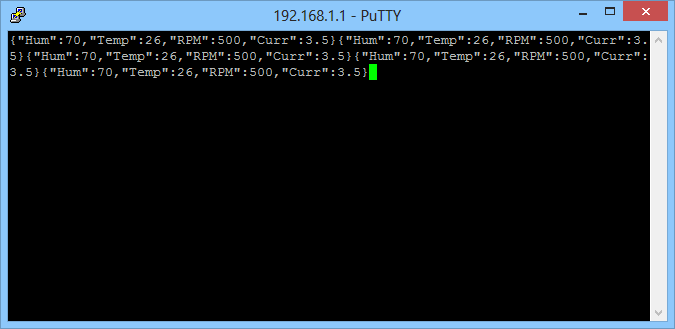 192.168.1.1 - PuTTY
{"Hum":70,"Temp":26,"RPM":500,"Curr":3.5}{"Hum":70,"Temp":26,"RPM":500,"Curr":3.
5}{"Hum":70,"Temp":26,"RPM":500,"Curr":3.5}{"Hum":70,"Temp":26,"RPM":500,"Curr":
3.5}{"Hum":70,"Temp":26,"RPM":500,"Curr":3.5}